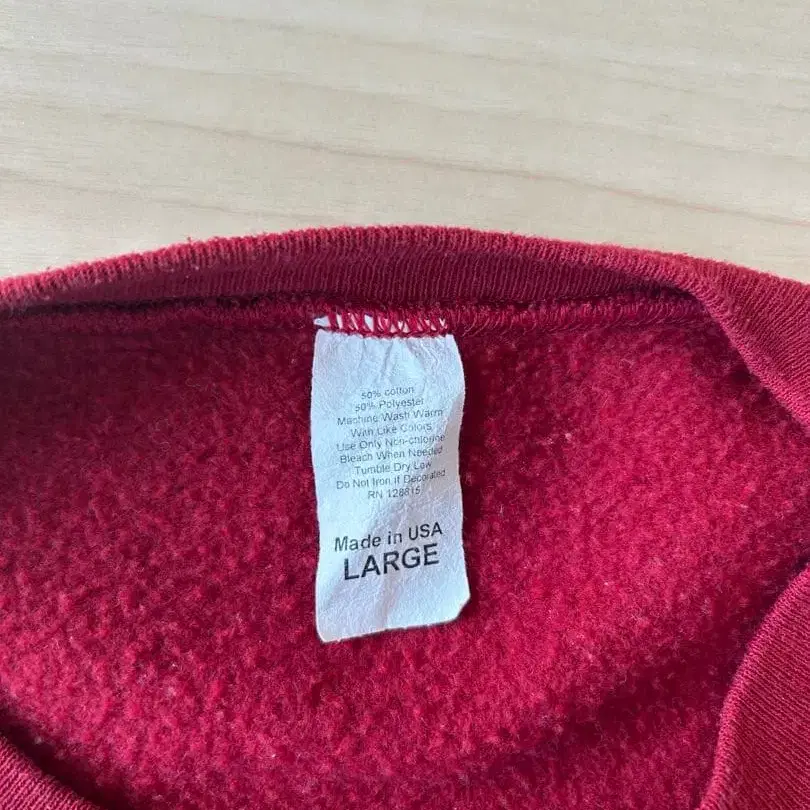 50% cotton
50% Polyester
Machine Wash Warm
With Like Colors
Use Only Non-chlorine
Bleach When Needed
Tumble Dry Low
Do Not Iron if Decorated
RN 128815
Made in USA
LARGE